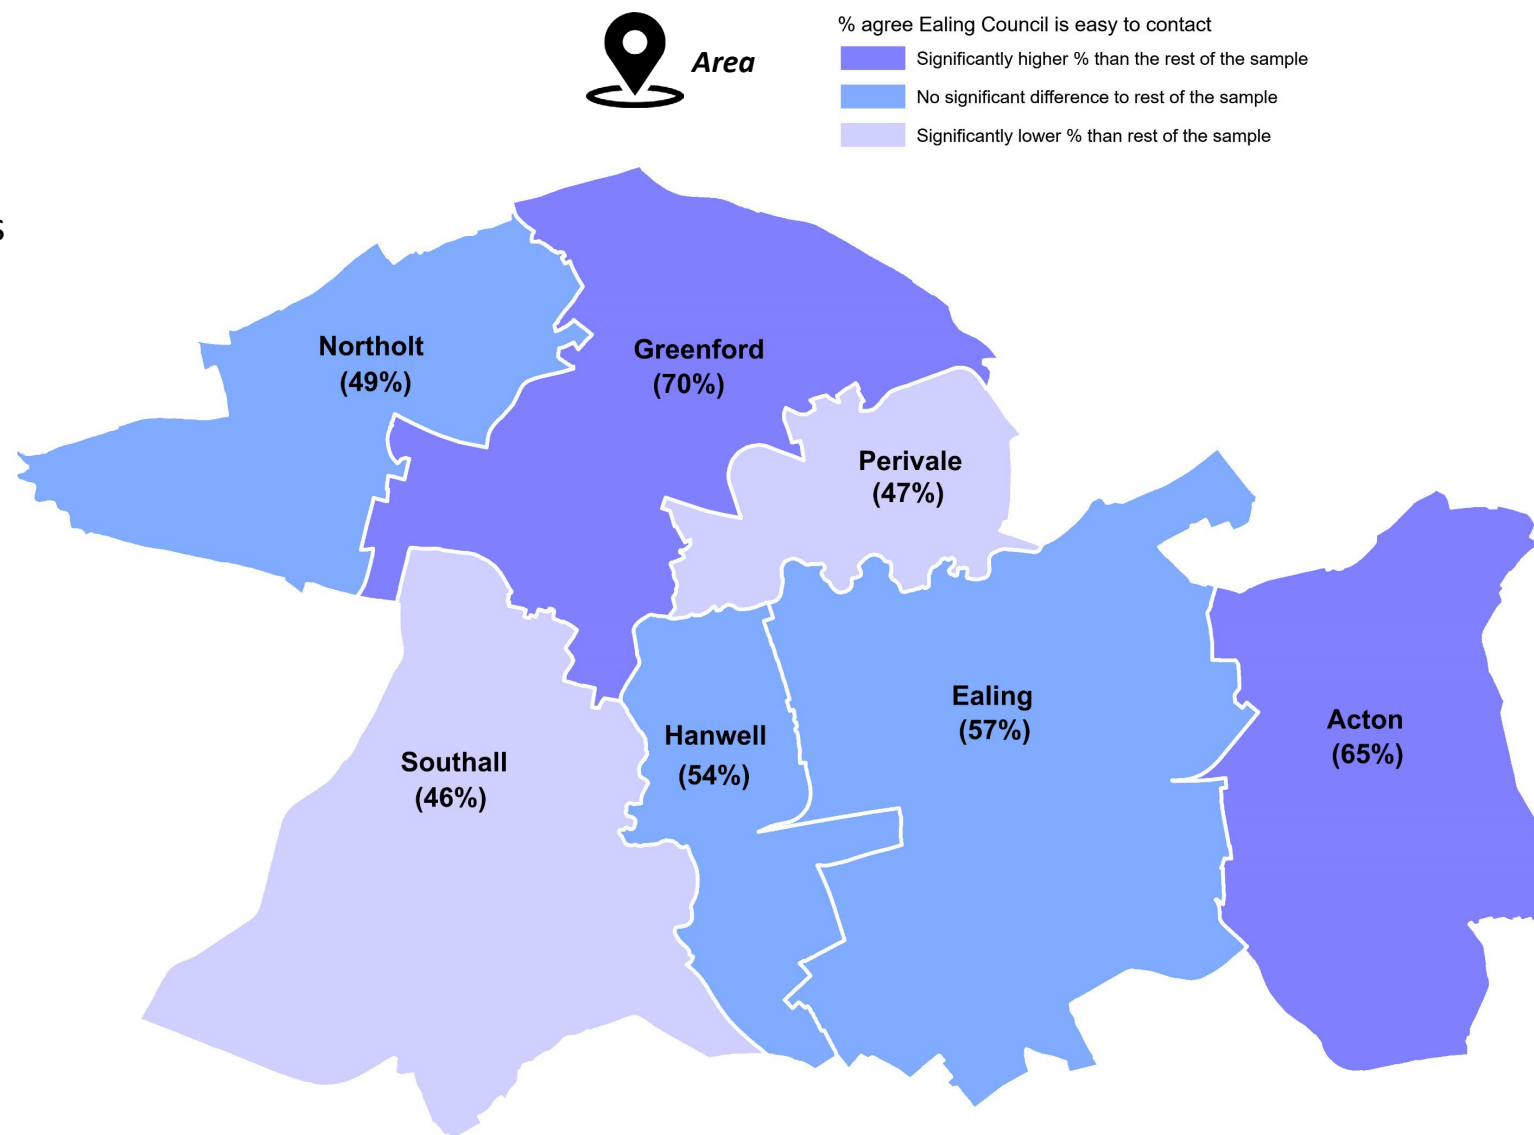 % agree Ealing Council is easy to contact
Area
Significantly higher % than the rest of the sample
No significant difference to rest of the sample
Significantly lower % than rest of the sample
s
Northolt
(49%)
Greenford
(70%)
Perivale
(47%)
Ealing
(57%)
Acton
(65%)
Hanwell
(54%)
Southall
(46%)